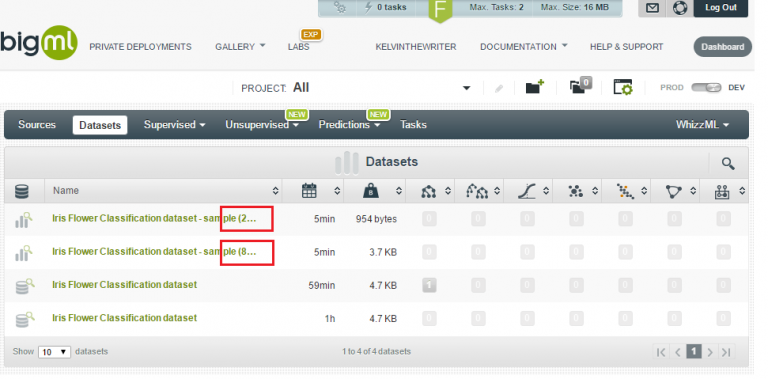 0 tasks F Max. Tasks: 2 Max. Size: 16 MB Log Out
bigml PRIVATE DEPLOYMENTS GALLERY LABS EXP KELVINTHEWRITER DOCUMENTATION HELP & SUPPORT Dashboard
PROJECT: All 0 PROD DEV
NEW NEW
Sources Datasets Supervised Unsupervised Predictions Tasks WhizzML
Datasets
Name B
Iris Flower Classification dataset - sample (2... 5min 954 bytes 0 0 0 0 0 0 0
Iris Flower Classification dataset - sample (8... 5min 3.7 KB 0 0 0 0 0 0 0
Iris Flower Classification dataset 59min 4.7 KB 1 0 0 0 0 0 0
Iris Flower Classification dataset 1h 4.7 KB 0 0 0 0 0 0 0
Show 10 datasets 1 to 4 of 4 datasets 1